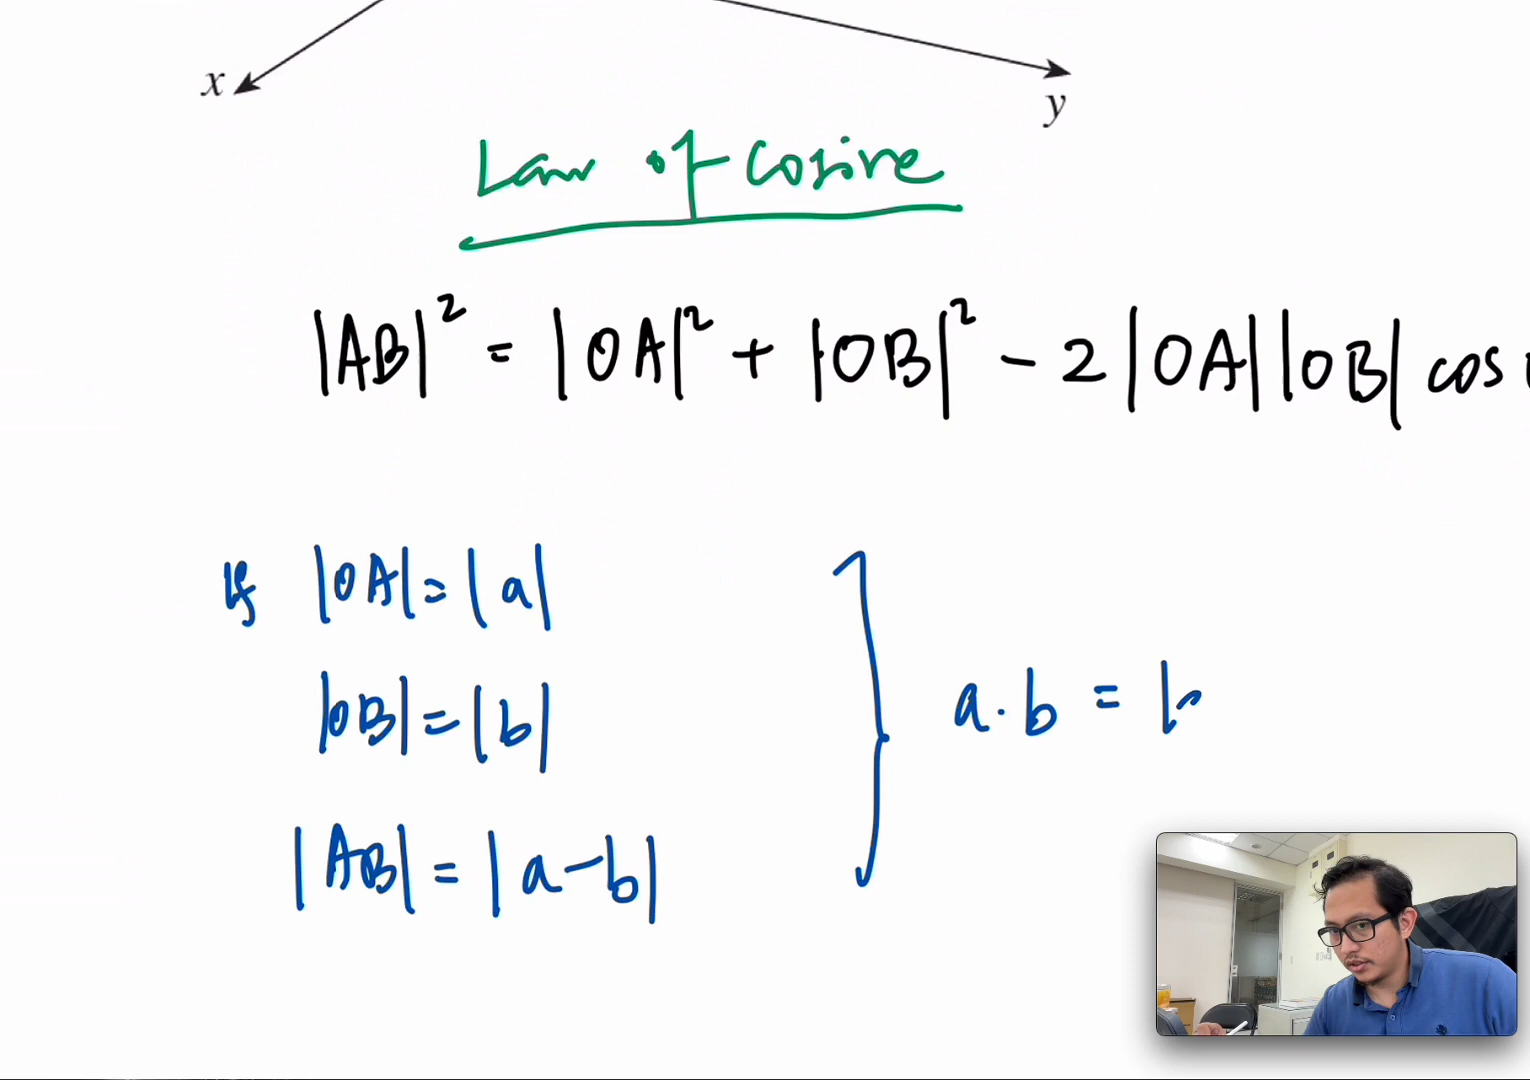 x
y
Law of cosine
|AB|² = |OA|² + |OB|² - 2|OA||OB| cos
If |OA| = |a|
|OB| = |b|
|AB| = |a-b|
a·b =